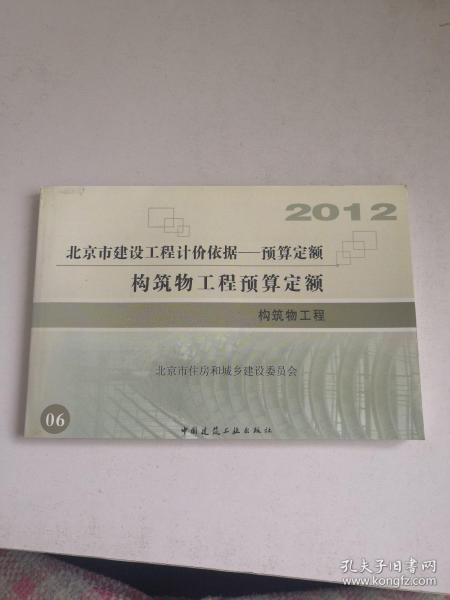 2012
北京市建设工程计价依据——预算定额
构筑物工程预算定额
构筑物工程
北京市住房和城乡建设委员会
06
中国建筑工业出版社
孔夫子旧书网
www.kongfz.com